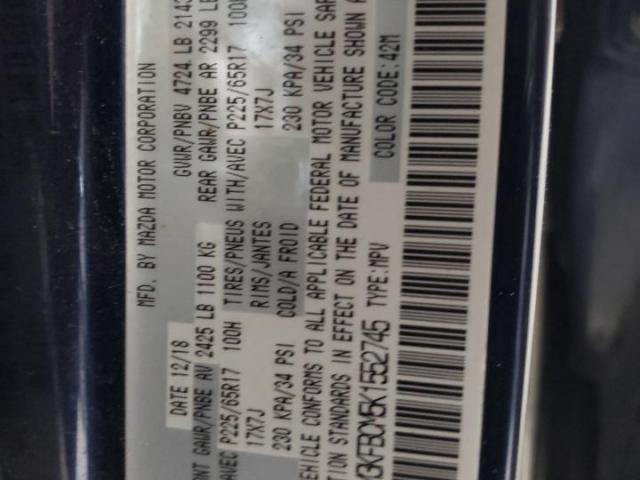 MFD. BY MAZDA MOTOR CORPORATION
DATE 12/18 GVWR/PNBV 4724 LB 2143
GAWR/PNBE AV 2425 LB 1100 KG REAR GAWR/PNBE AR 2299 LB
AVEC P225/65R17 100H TIRES/PNEUS WITH/AVEC P225/65R17 100H
17X7J RIMS/JANTES 17X7J
230 KPA/34 PSI COLD/A FROID 230 KPA/34 PSI
VEHICLE CONFORMS TO ALL APPLICABLE FEDERAL MOTOR VEHICLE
STANDARDS IN EFFECT ON THE DATE OF MANUFACTURE SHOWN
3KFBCM5K1552745 TYPE:MPV COLOR CODE:42M